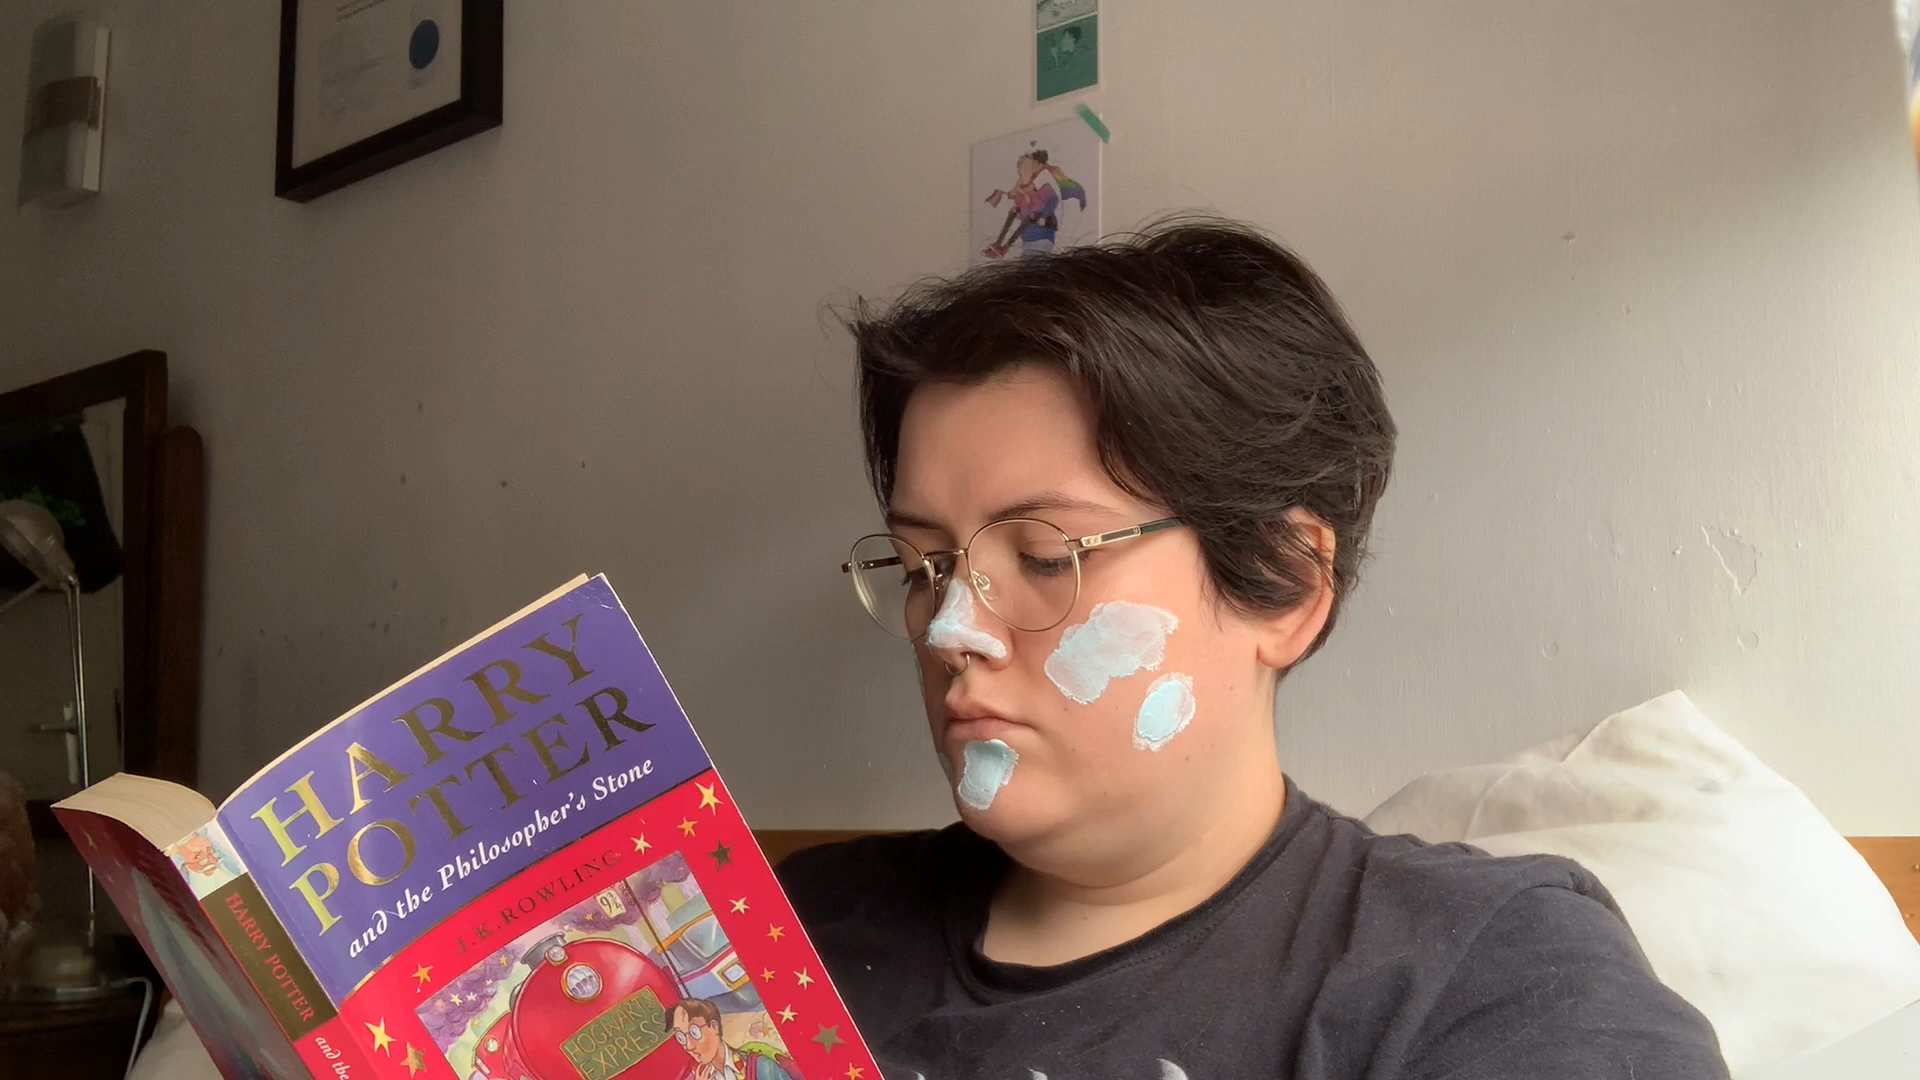 HARRY
POTTER
and the Philosopher's Stone
J.K.ROWLING
9¾
HOGWARTS
EXPRESS
HARRY POTTER
and the